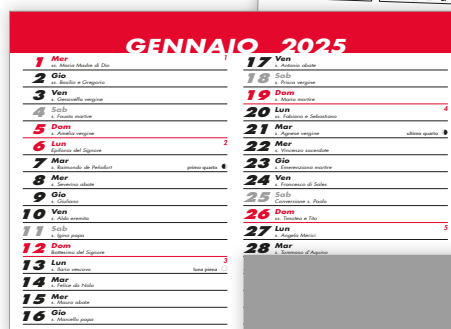 GENNAIO 2025
1 Mer 1
ss. Maria Madre di Dio
2 Gio
ss. Basilio e Gregorio
3 Ven
s. Genoveffa vergine
4 Sab
s. Fausta martire
5 Dom
s. Amelia vergine
6 Lun 2
Epifania del Signore
7 Mar
s. Raimondo de Peñafort primo quarto
8 Mer
s. Severino abate
9 Gio
s. Giuliano
10 Ven
s. Aldo eremita
11 Sab
s. Igino papa
12 Dom
Battesimo del Signore
13 Lun 3
s. Ilario vescovo luna piena
14 Mar
s. Felice da Nola
15 Mer
s. Mauro abate
16 Gio
s. Marcello papa
17 Ven
s. Antonio abate
18 Sab
s. Prisca vergine
19 Dom
s. Mario martire
20 Lun 4
ss. Fabiano e Sebastiano
21 Mar
s. Agnese vergine ultimo quarto
22 Mer
s. Vincenzo sacerdote
23 Gio
s. Emerenziana martire
24 Ven
s. Francesco di Sales
25 Sab
Conversione s. Paolo
26 Dom
ss. Timoteo e Tito
27 Lun 5
s. Angela Merici
28 Mar
s. Tommaso d'Aquino